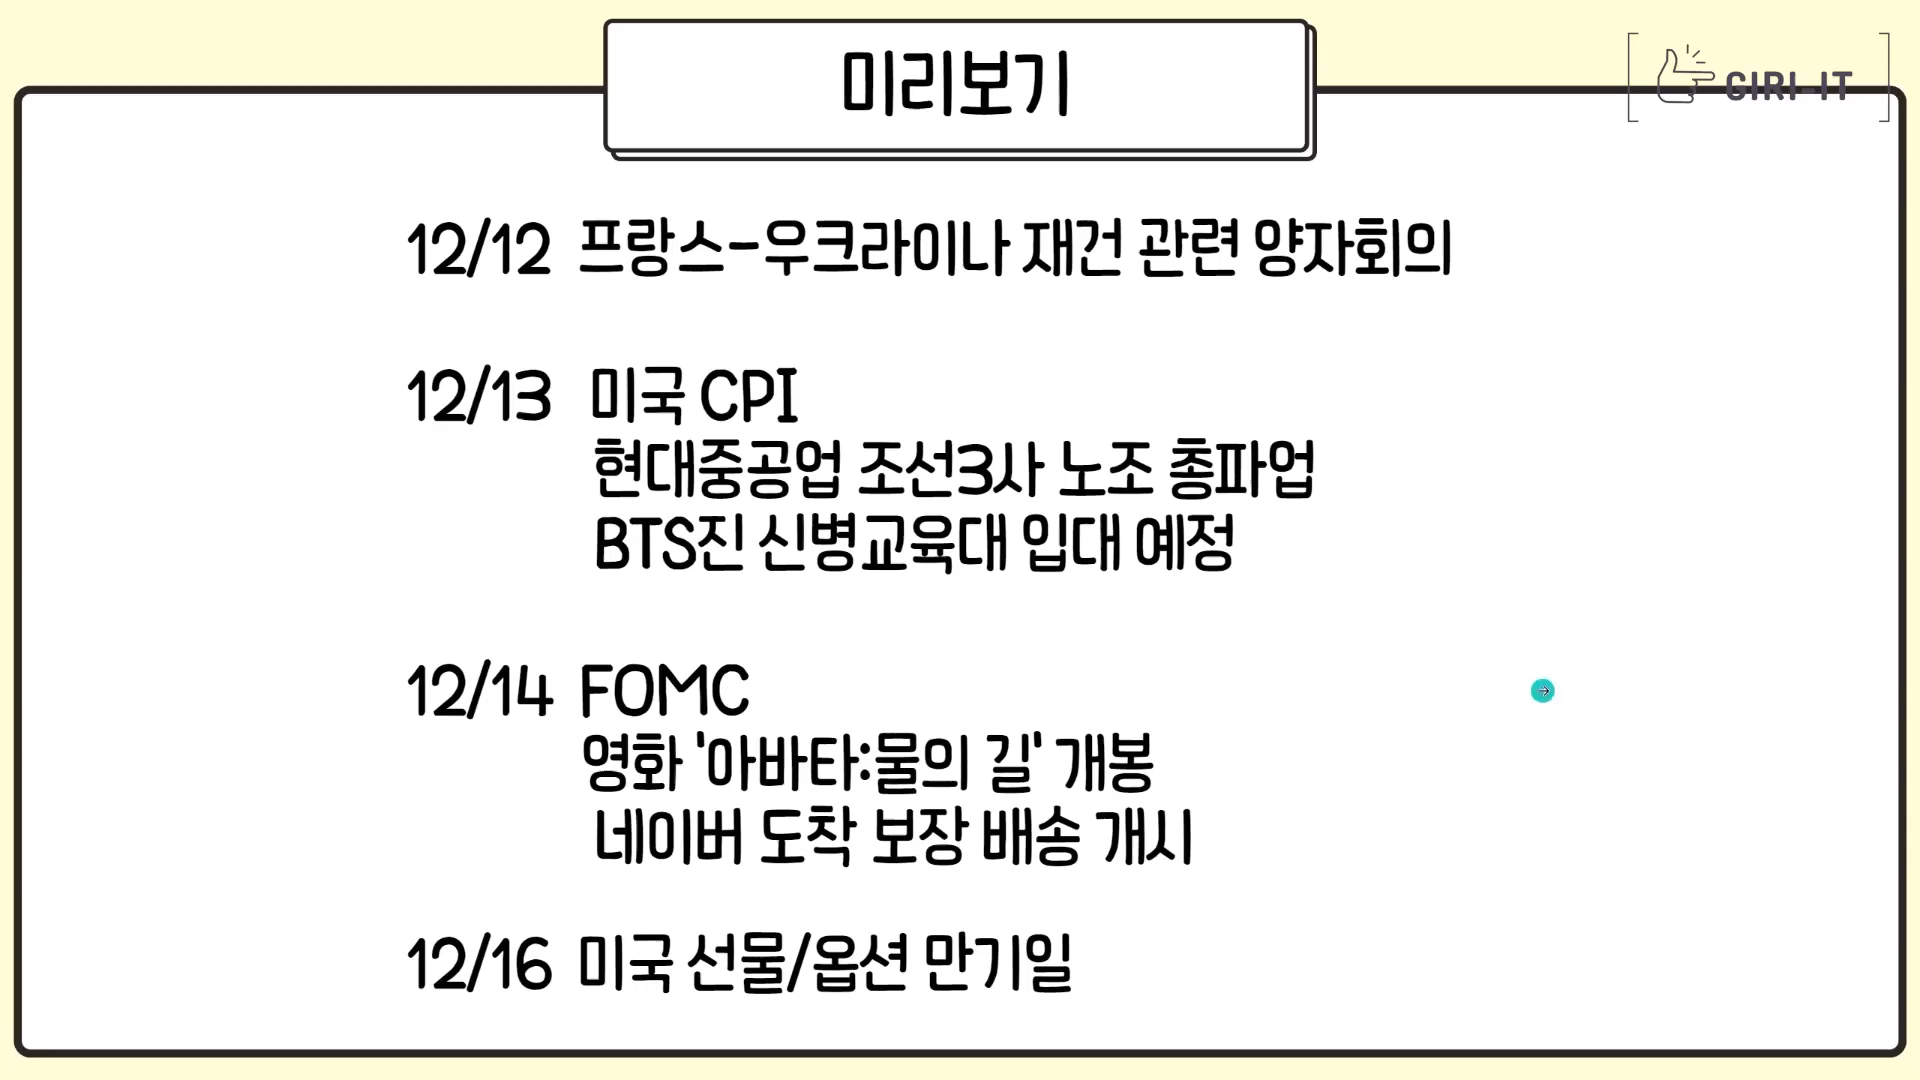 미리보기
GIRI-IT
12/12 프랑스-우크라이나 재건 관련 양자회의
12/13 미국 CPI
현대중공업 조선3사 노조 총파업
BTS진 신병교육대 입대 예정
12/14 FOMC
영화 '아바타:물의 길' 개봉
네이버 도착 보장 배송 개시
12/16 미국 선물/옵션 만기일